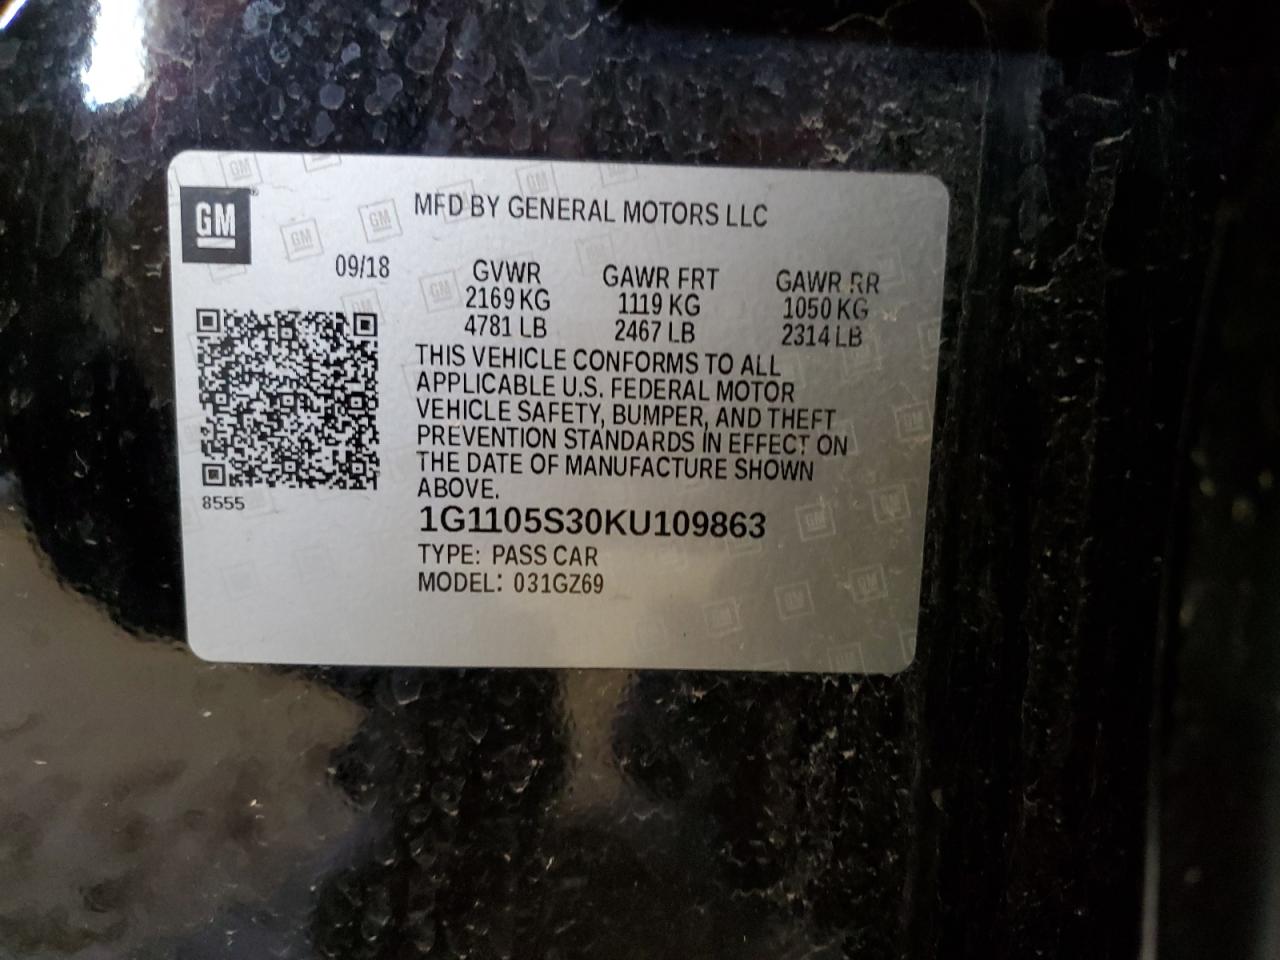 GM
MFD BY GENERAL MOTORS LLC
09/18
GVWR GAWR FRT GAWR RR
2169 KG 1119 KG 1050 KG
4781 LB 2467 LB 2314 LB
THIS VEHICLE CONFORMS TO ALL
APPLICABLE U.S. FEDERAL MOTOR
VEHICLE SAFETY, BUMPER, AND THEFT
PREVENTION STANDARDS IN EFFECT ON
THE DATE OF MANUFACTURE SHOWN
ABOVE.
8555
1G1105S30KU109863
TYPE: PASS CAR
MODEL: 031GZ69